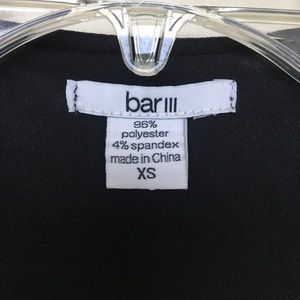 bar III
96%
polyester
4% spandex
made in China
XS